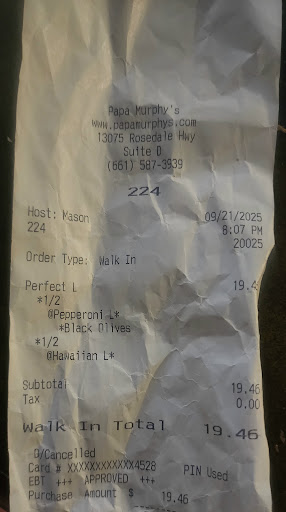 Papa Murphy's
www.papamurphys.com
13075 Rosedale Hwy
Suite D
(661) 587-3939
224
Host: Mason 09/21/2025
224 8:07 PM
20025
Order Type: Walk In
Perfect L 19.4
*1/2
@Pepperoni L*
*Black Olives
*1/2
@Hawaiian L*
Subtotal 19.46
Tax 0.00
Walk In Total 19.46
D/Cancelled
Card # XXXXXXXXXXXX4528 PIN Used
EBT +++ APPROVED +++
Purchase Amount $ 19.46